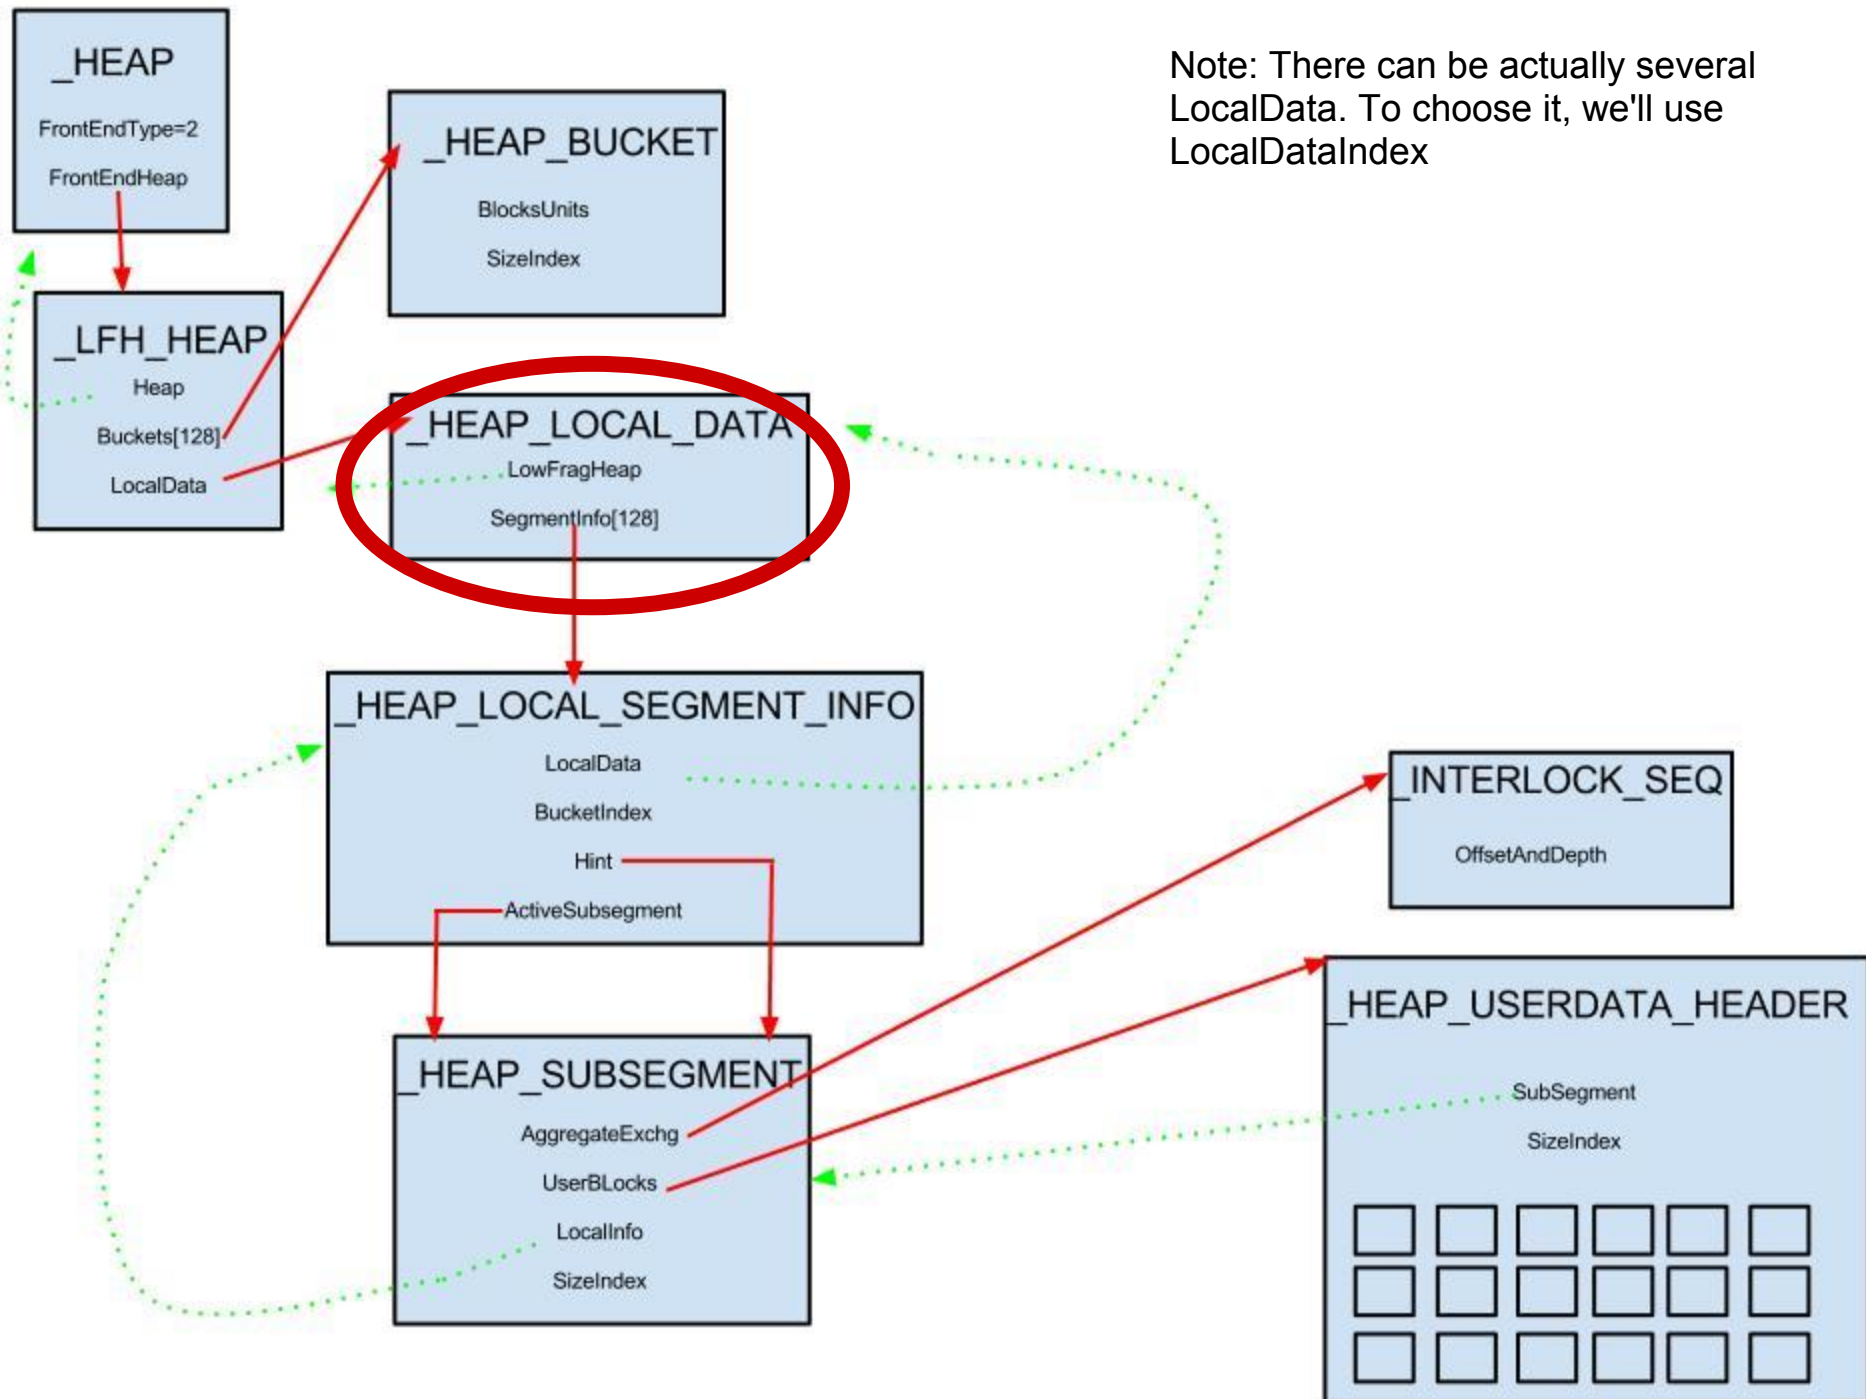 _HEAP
FrontEndType=2
FrontEndHeap
Note: There can be actually several
LocalData. To choose it, we'll use
LocalDataIndex
_HEAP_BUCKET
BlocksUnits
SizeIndex
_LFH_HEAP
Heap
Buckets[128]
LocalData
_HEAP_LOCAL_DATA
LowFragHeap
SegmentInfo[128]
_HEAP_LOCAL_SEGMENT_INFO
LocalData
BucketIndex
Hint
ActiveSubsegment
_INTERLOCK_SEQ
OffsetAndDepth
_HEAP_SUBSEGMENT
AggregateExchg
UserBLocks
LocalInfo
SizeIndex
_HEAP_USERDATA_HEADER
SubSegment
SizeIndex